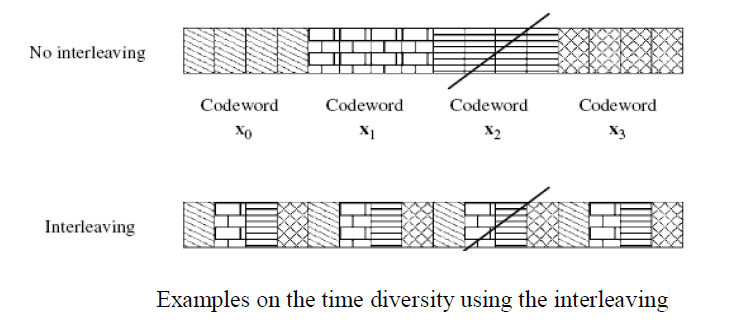 No interleaving
Codeword Codeword Codeword Codeword
x0 x1 x2 x3
Interleaving
Examples on the time diversity using the interleaving